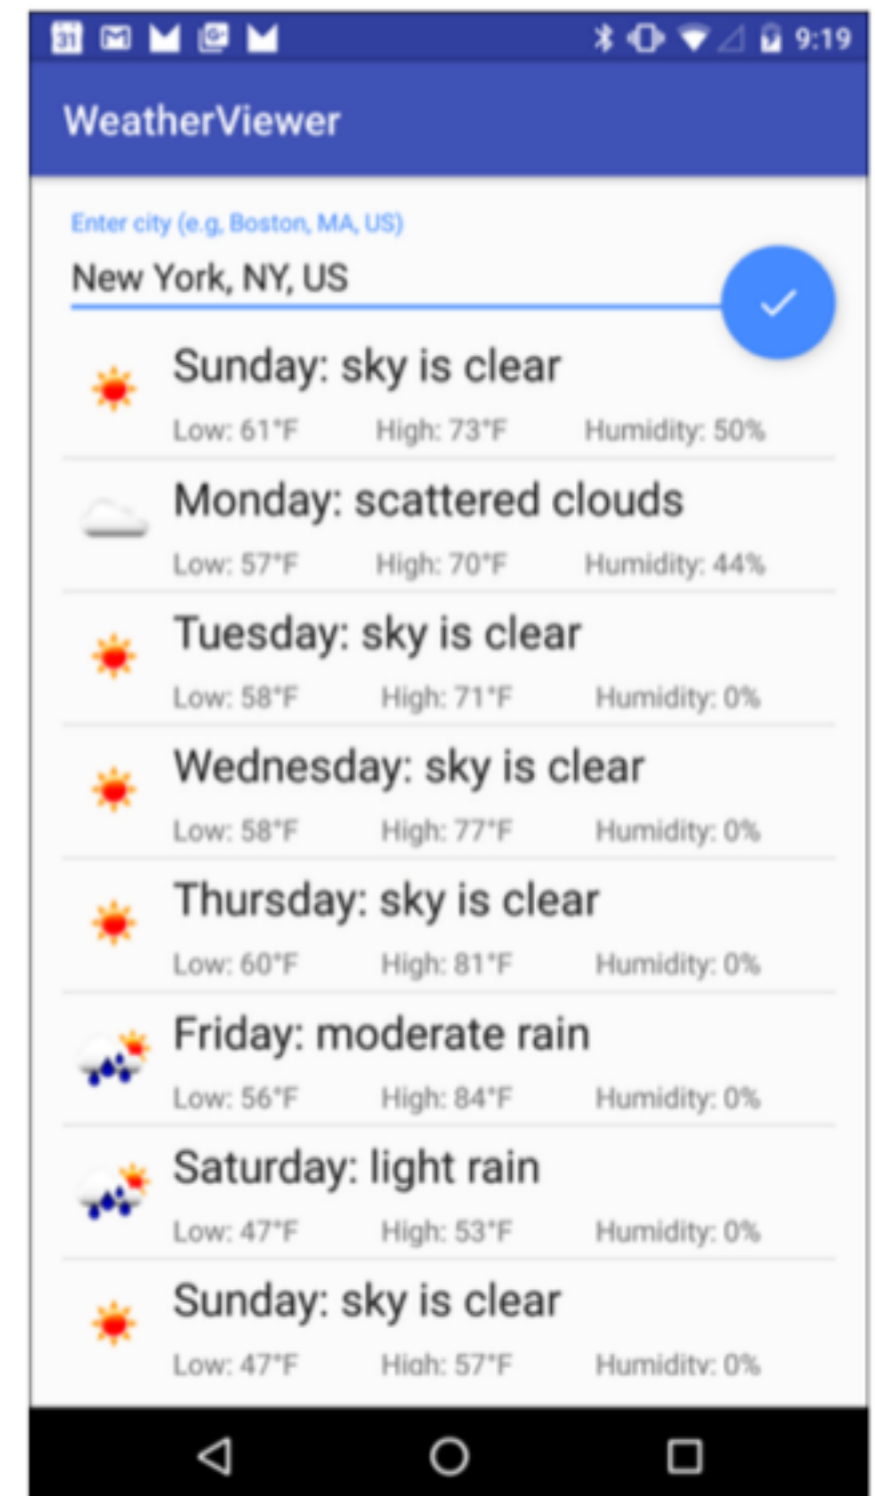 31 9:19
WeatherViewer
Enter city (e.g, Boston, MA, US)
New York, NY, US
Sunday: sky is clear
Low: 61°F High: 73°F Humidity: 50%
Monday: scattered clouds
Low: 57°F High: 70°F Humidity: 44%
Tuesday: sky is clear
Low: 58°F High: 71°F Humidity: 0%
Wednesday: sky is clear
Low: 58°F High: 77°F Humidity: 0%
Thursday: sky is clear
Low: 60°F High: 81°F Humidity: 0%
Friday: moderate rain
Low: 56°F High: 84°F Humidity: 0%
Saturday: light rain
Low: 47°F High: 53°F Humidity: 0%
Sunday: sky is clear
Low: 47°F High: 57°F Humidity: 0%